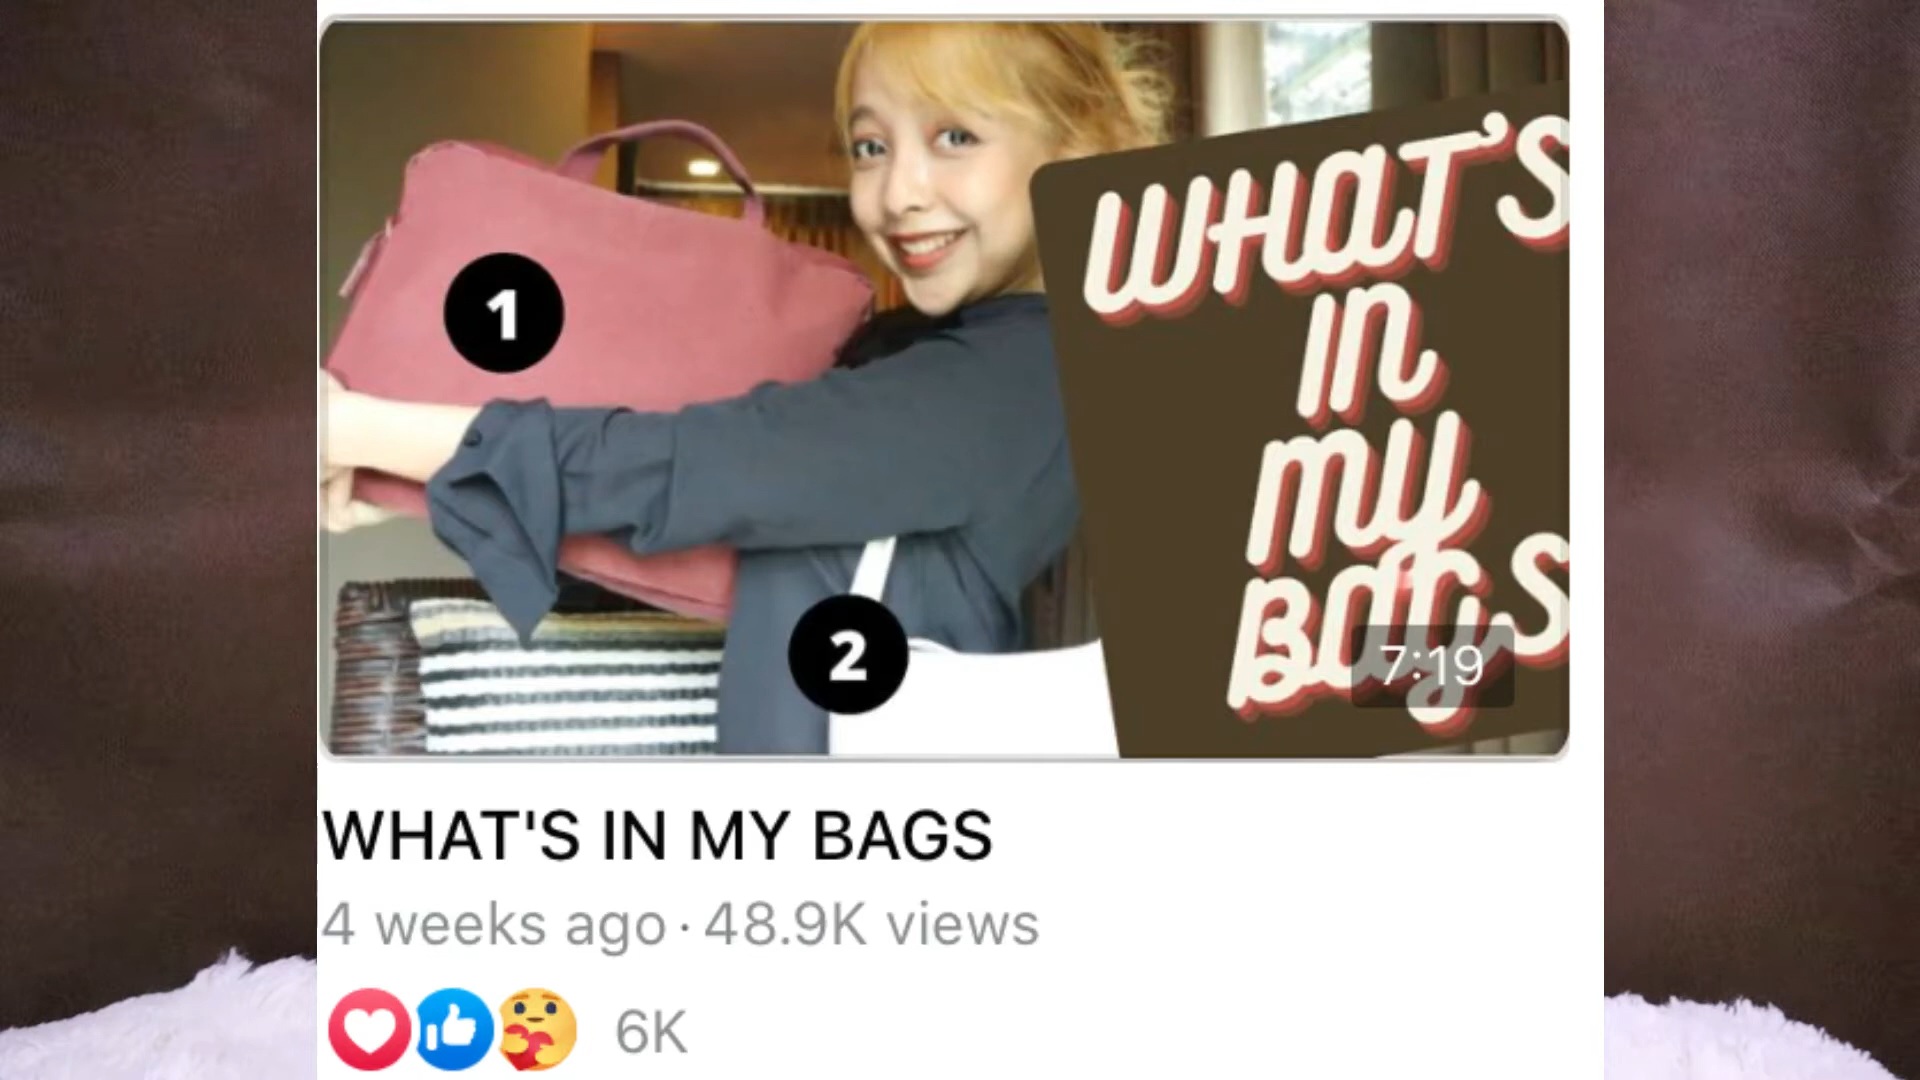 1
2
WHAT'S
in
my
BAGS
7:19
WHAT'S IN MY BAGS
4 weeks ago · 48.9K views
6K